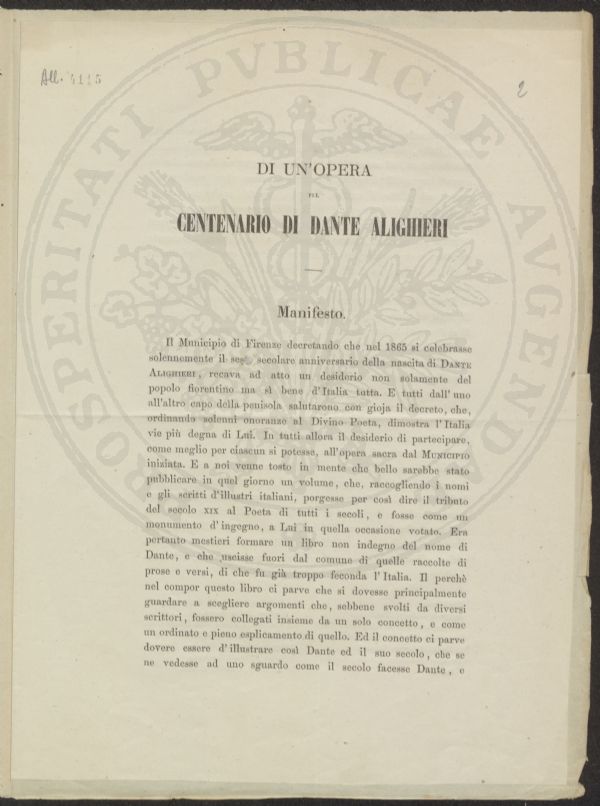 All. 4115
2
PROSPERITATI PVBLICAE AVGENDAE
DI UN'OPERA
PEL
CENTENARIO DI DANTE ALIGHIERI
Manifesto.
Il Municipio di Firenze decretando che nel 1865 si celebrasse
solennemente il sesto secolare anniversario della nascita di DANTE
ALIGHIERI, recava ad atto un desiderio non solamente del
popolo fiorentino ma sì bene d'Italia tutta. E tutti dall'uno
all'altro capo della penisola salutarono con gioja il decreto, che,
ordinando solenni onoranze al Divino Poeta, dimostra l'Italia
vie più degna di Lui. In tutti allora il desiderio di partecipare,
come meglio per ciascun si potesse, all'opera sacra dal MUNICIPIO
iniziata. E a noi venne tosto in mente che bello sarebbe stato
pubblicare in quel giorno un volume, che, raccogliendo i nomi
e gli scritti d'illustri italiani, porgesse per così dire il tributo
del secolo XIX al Poeta di tutti i secoli, e fosse come un
monumento d'ingegno, a Lui in quella occasione votato. Era
pertanto mestieri formare un libro non indegno del nome di
Dante, e che uscisse fuori dal comune di quelle raccolte di
prose e versi, di che fu già troppo feconda l'Italia. Il perchè
nel compor questo libro ci parve che si dovesse principalmente
guardare a scegliere argomenti che, sebbene svolti da diversi
scrittori, fossero collegati insieme da un solo concetto, e come
un ordinato e pieno esplicamento di quello. Ed il concetto ci parve
dovere essere d'illustrare così Dante ed il suo secolo, che se
ne vedesse ad uno sguardo come il secolo facesse Dante, e